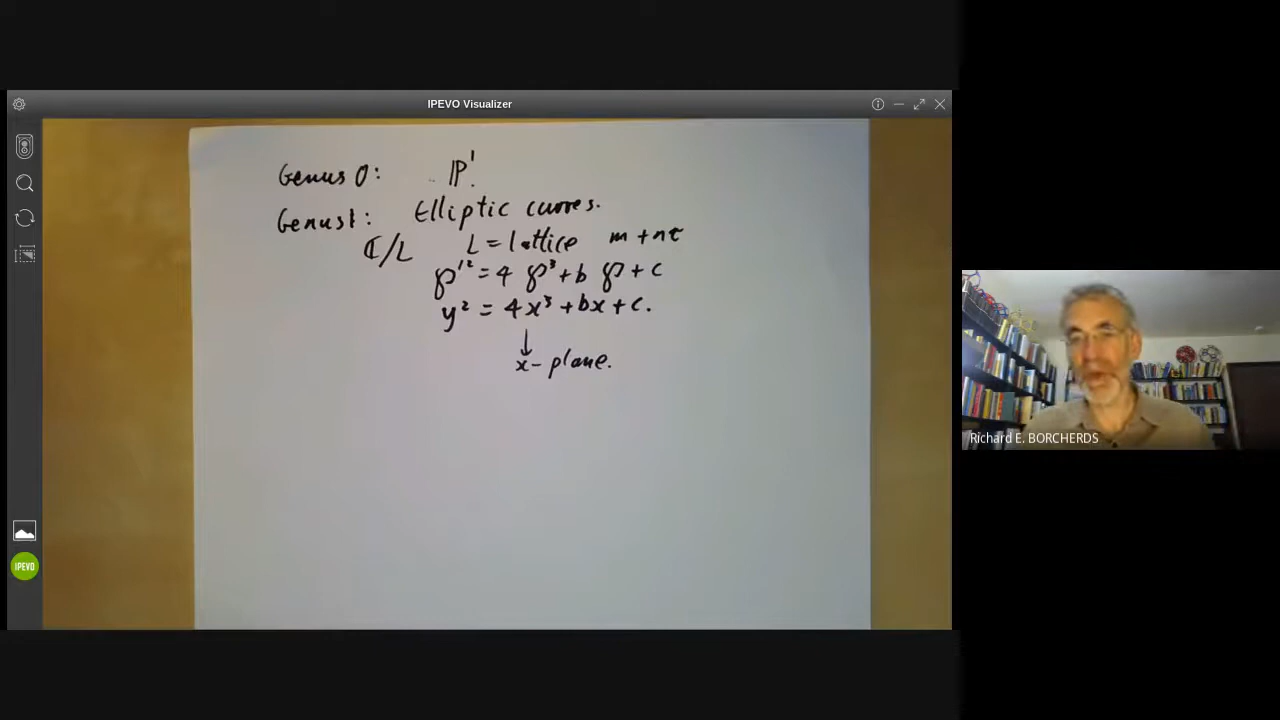 IPEVO Visualizer
Genus 0: ℙ¹.
Genus 1: Elliptic curves.
ℂ/L L = lattice m + nτ
℘'² = 4 ℘³ + b ℘ + c
y² = 4x³ + bx + c.
↓
x-plane.
Richard E. BORCHERDS
IPEVO